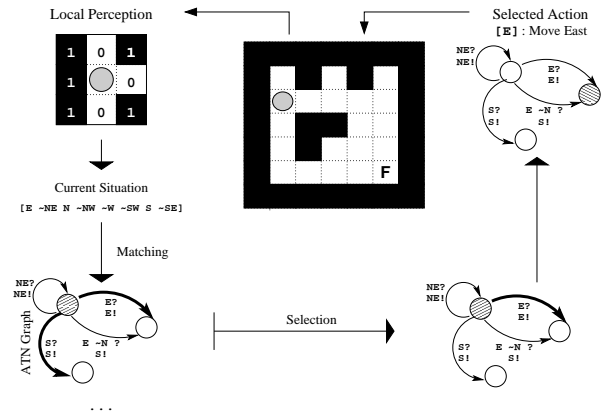 Local Perception
Selected Action
[E] : Move East
1 0 1
1 0
1 0 1
F
NE?
NE!
E?
E!
S?
S!
E ~N ?
S!
Current Situation
[E ~NE N ~NW ~W ~SW S ~SE]
Matching
ATN Graph
NE?
NE!
E?
E!
S?
S!
E ~N ?
S!
. . .
Selection
NE?
NE!
E?
E!
S?
S!
E ~N ?
S!